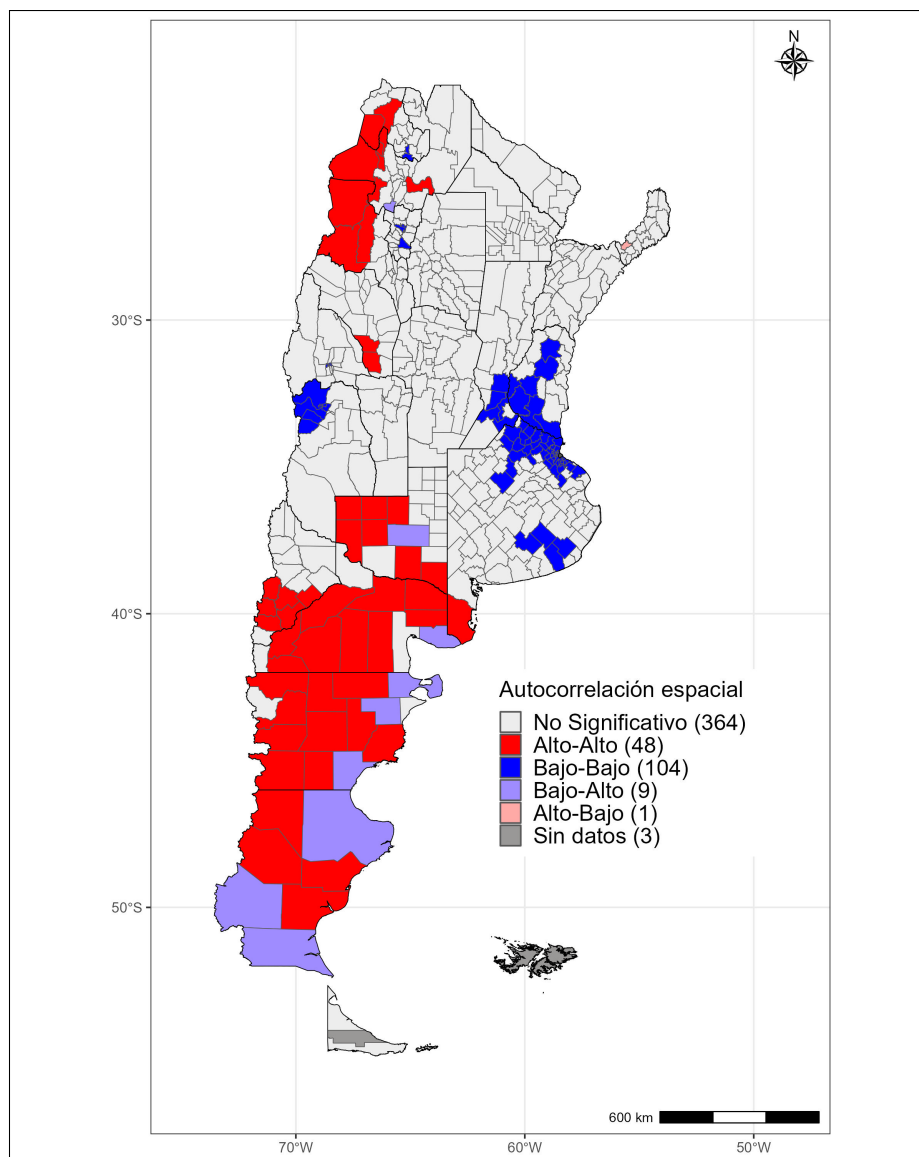 N
30°S
40°S
Autocorrelación espacial
No Significativo (364)
Alto-Alto (48)
Bajo-Bajo (104)
Bajo-Alto (9)
Alto-Bajo (1)
Sin datos (3)
50°S
600 km
70°W
60°W
50°W